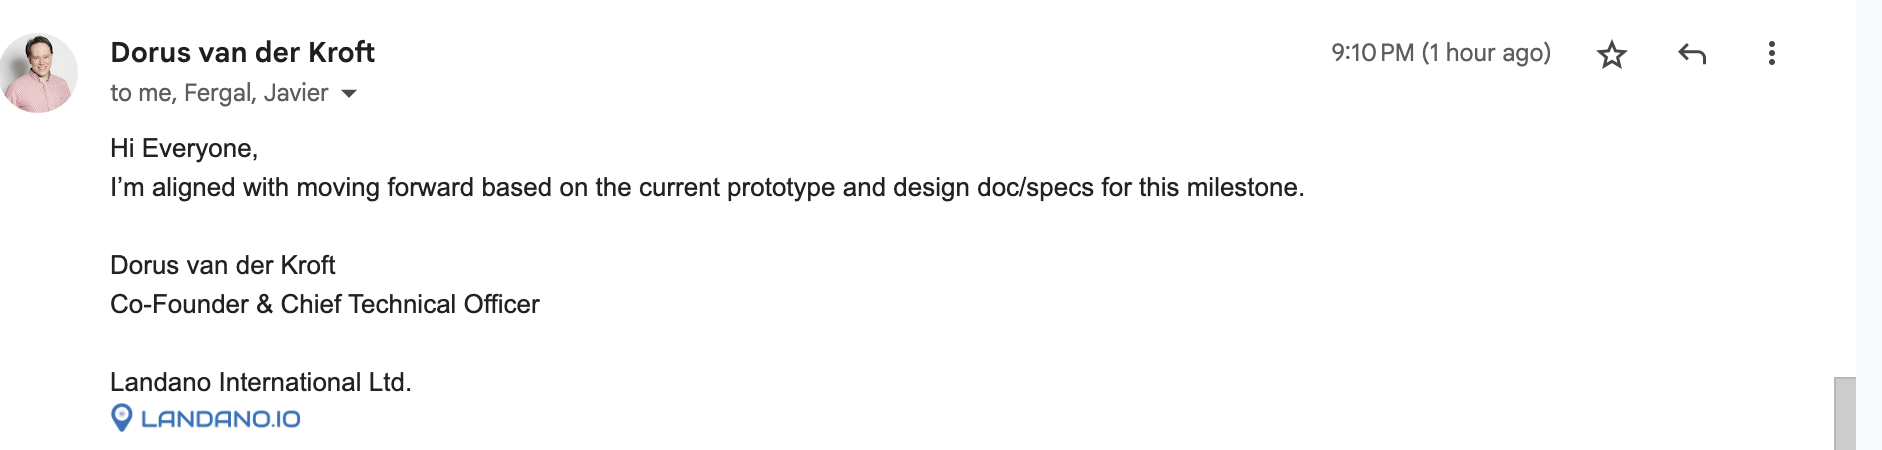 Dorus van der Kroft
9:10 PM (1 hour ago)
to me, Fergal, Javier
Hi Everyone,
I’m aligned with moving forward based on the current prototype and design doc/specs for this milestone.
Dorus van der Kroft
Co-Founder & Chief Technical Officer
Landano International Ltd.
LANDANO.IO